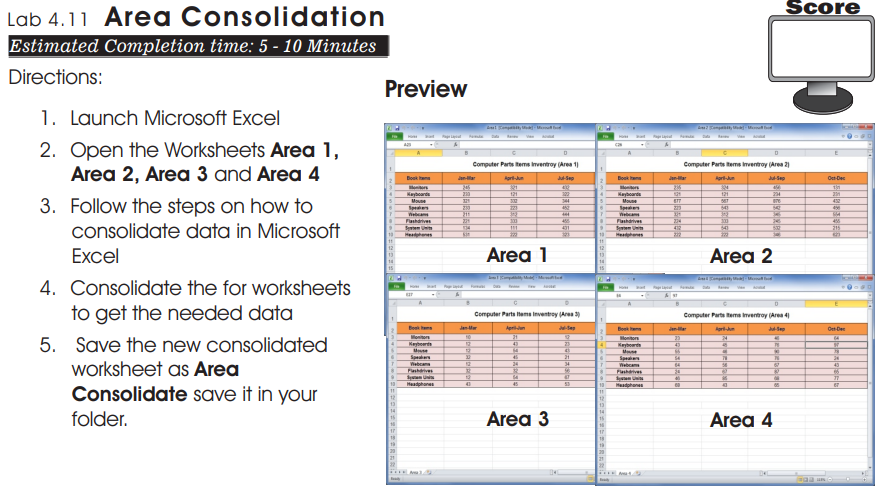 Lab 4.11 Area Consolidation
Score
Estimated Completion time: 5 - 10 Minutes
Directions:
Preview
1. Launch Microsoft Excel
2. Open the Worksheets Area 1,
Area 2, Area 3 and Area 4
3. Follow the steps on how to
consolidate data in Microsoft
Excel
4. Consolidate the for worksheets
to get the needed data
5. Save the new consolidated
worksheet as Area
Consolidate save it in your
folder.
Computer Parts Items Inventroy (Area 1)
Book Items Jan-Mar April-Jun Jul-Sep
Monitors 245 321 432
Keyboards 233 121 322
Mouse 321 332 344
Speakers 233 223 452
Webcams 211 312 444
Flashdrives 221 333 455
System Units 134 111 431
Headphones 531 222 323
Area 1
Computer Parts Items Inventroy (Area 2)
Book Items Jan-Mar April-Jun Jul-Sep Oct-Dec
Monitors 235 324 456 131
Keyboards 121 121 234 231
Mouse 677 567 876 432
Speakers 223 543 542 456
Webcams 321 312 345 554
Flashdrives 234 333 345 455
System Units 432 543 532 215
Headphones 222 222 346 623
Area 2
Computer Parts Items Inventroy (Area 3)
Book Items Jan-Mar April-Jun Jul-Sep
Monitors 10 21 12
Keyboards 12 43 23
Mouse 12 54 43
Speakers 32 45 21
Webcams 12 24 34
Flashdrives 32 32 56
System Units 12 54 67
Headphones 43 45 53
Area 3
Computer Parts Items Inventroy (Area 4)
Book Items Jan-Mar April-Jun Jul-Sep Oct-Dec
Monitors 23 24 46 64
Keyboards 43 45 70 97
Mouse 55 46 90 78
Speakers 54 78 76 24
Webcams 64 56 57 43
Flashdrives 24 67 97 65
System Units 46 65 68 77
Headphones 68 43 65 67
Area 4